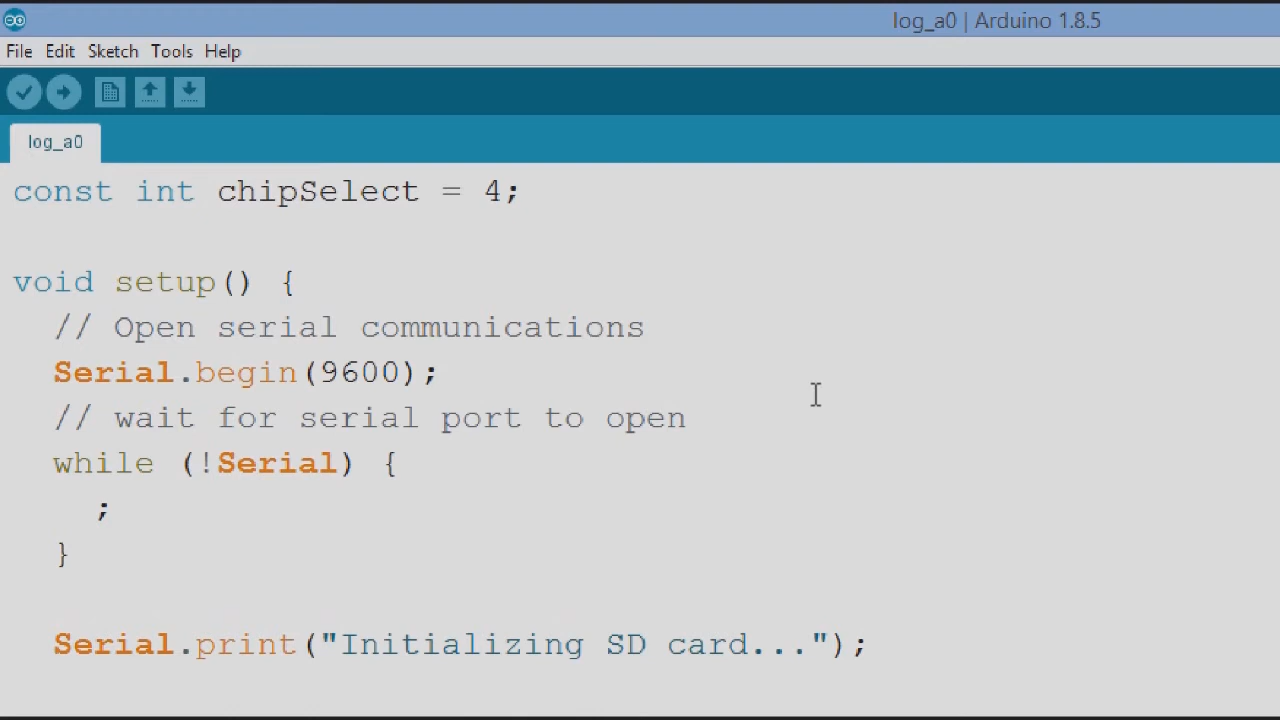 log_a0 | Arduino 1.8.5
File Edit Sketch Tools Help
log_a0
const int chipSelect = 4;
void setup() {
// Open serial communications
Serial.begin(9600);
// wait for serial port to open
while (!Serial) {
;
}
Serial.print("Initializing SD card...");